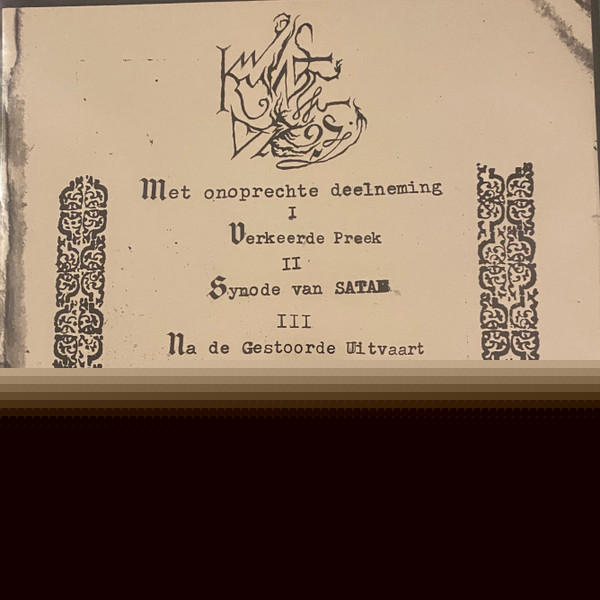 Met onoprechte deelneming
I
Verkeerde Preek
II
Synode van SATAN
III
Na de Gestoorde Uitvaart